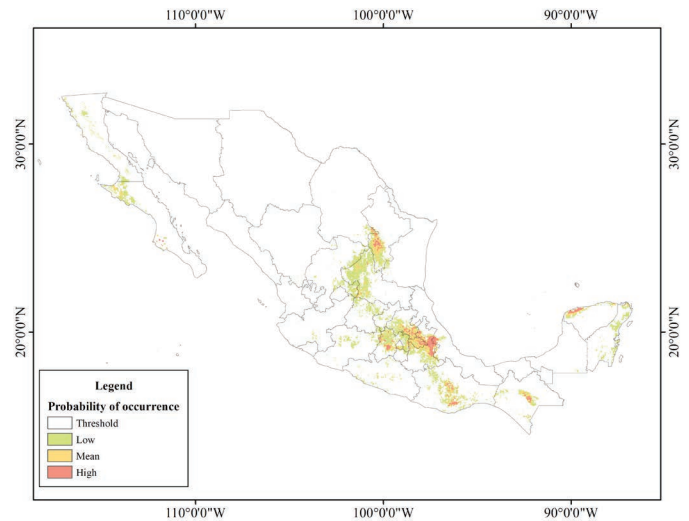 110°0'0"W 100°0'0"W 90°0'0"W
30°0'0"N 30°0'0"N
20°0'0"N 20°0'0"N
Legend
Probability of occurrence
Threshold
Low
Mean
High
110°0'0"W 100°0'0"W 90°0'0"W